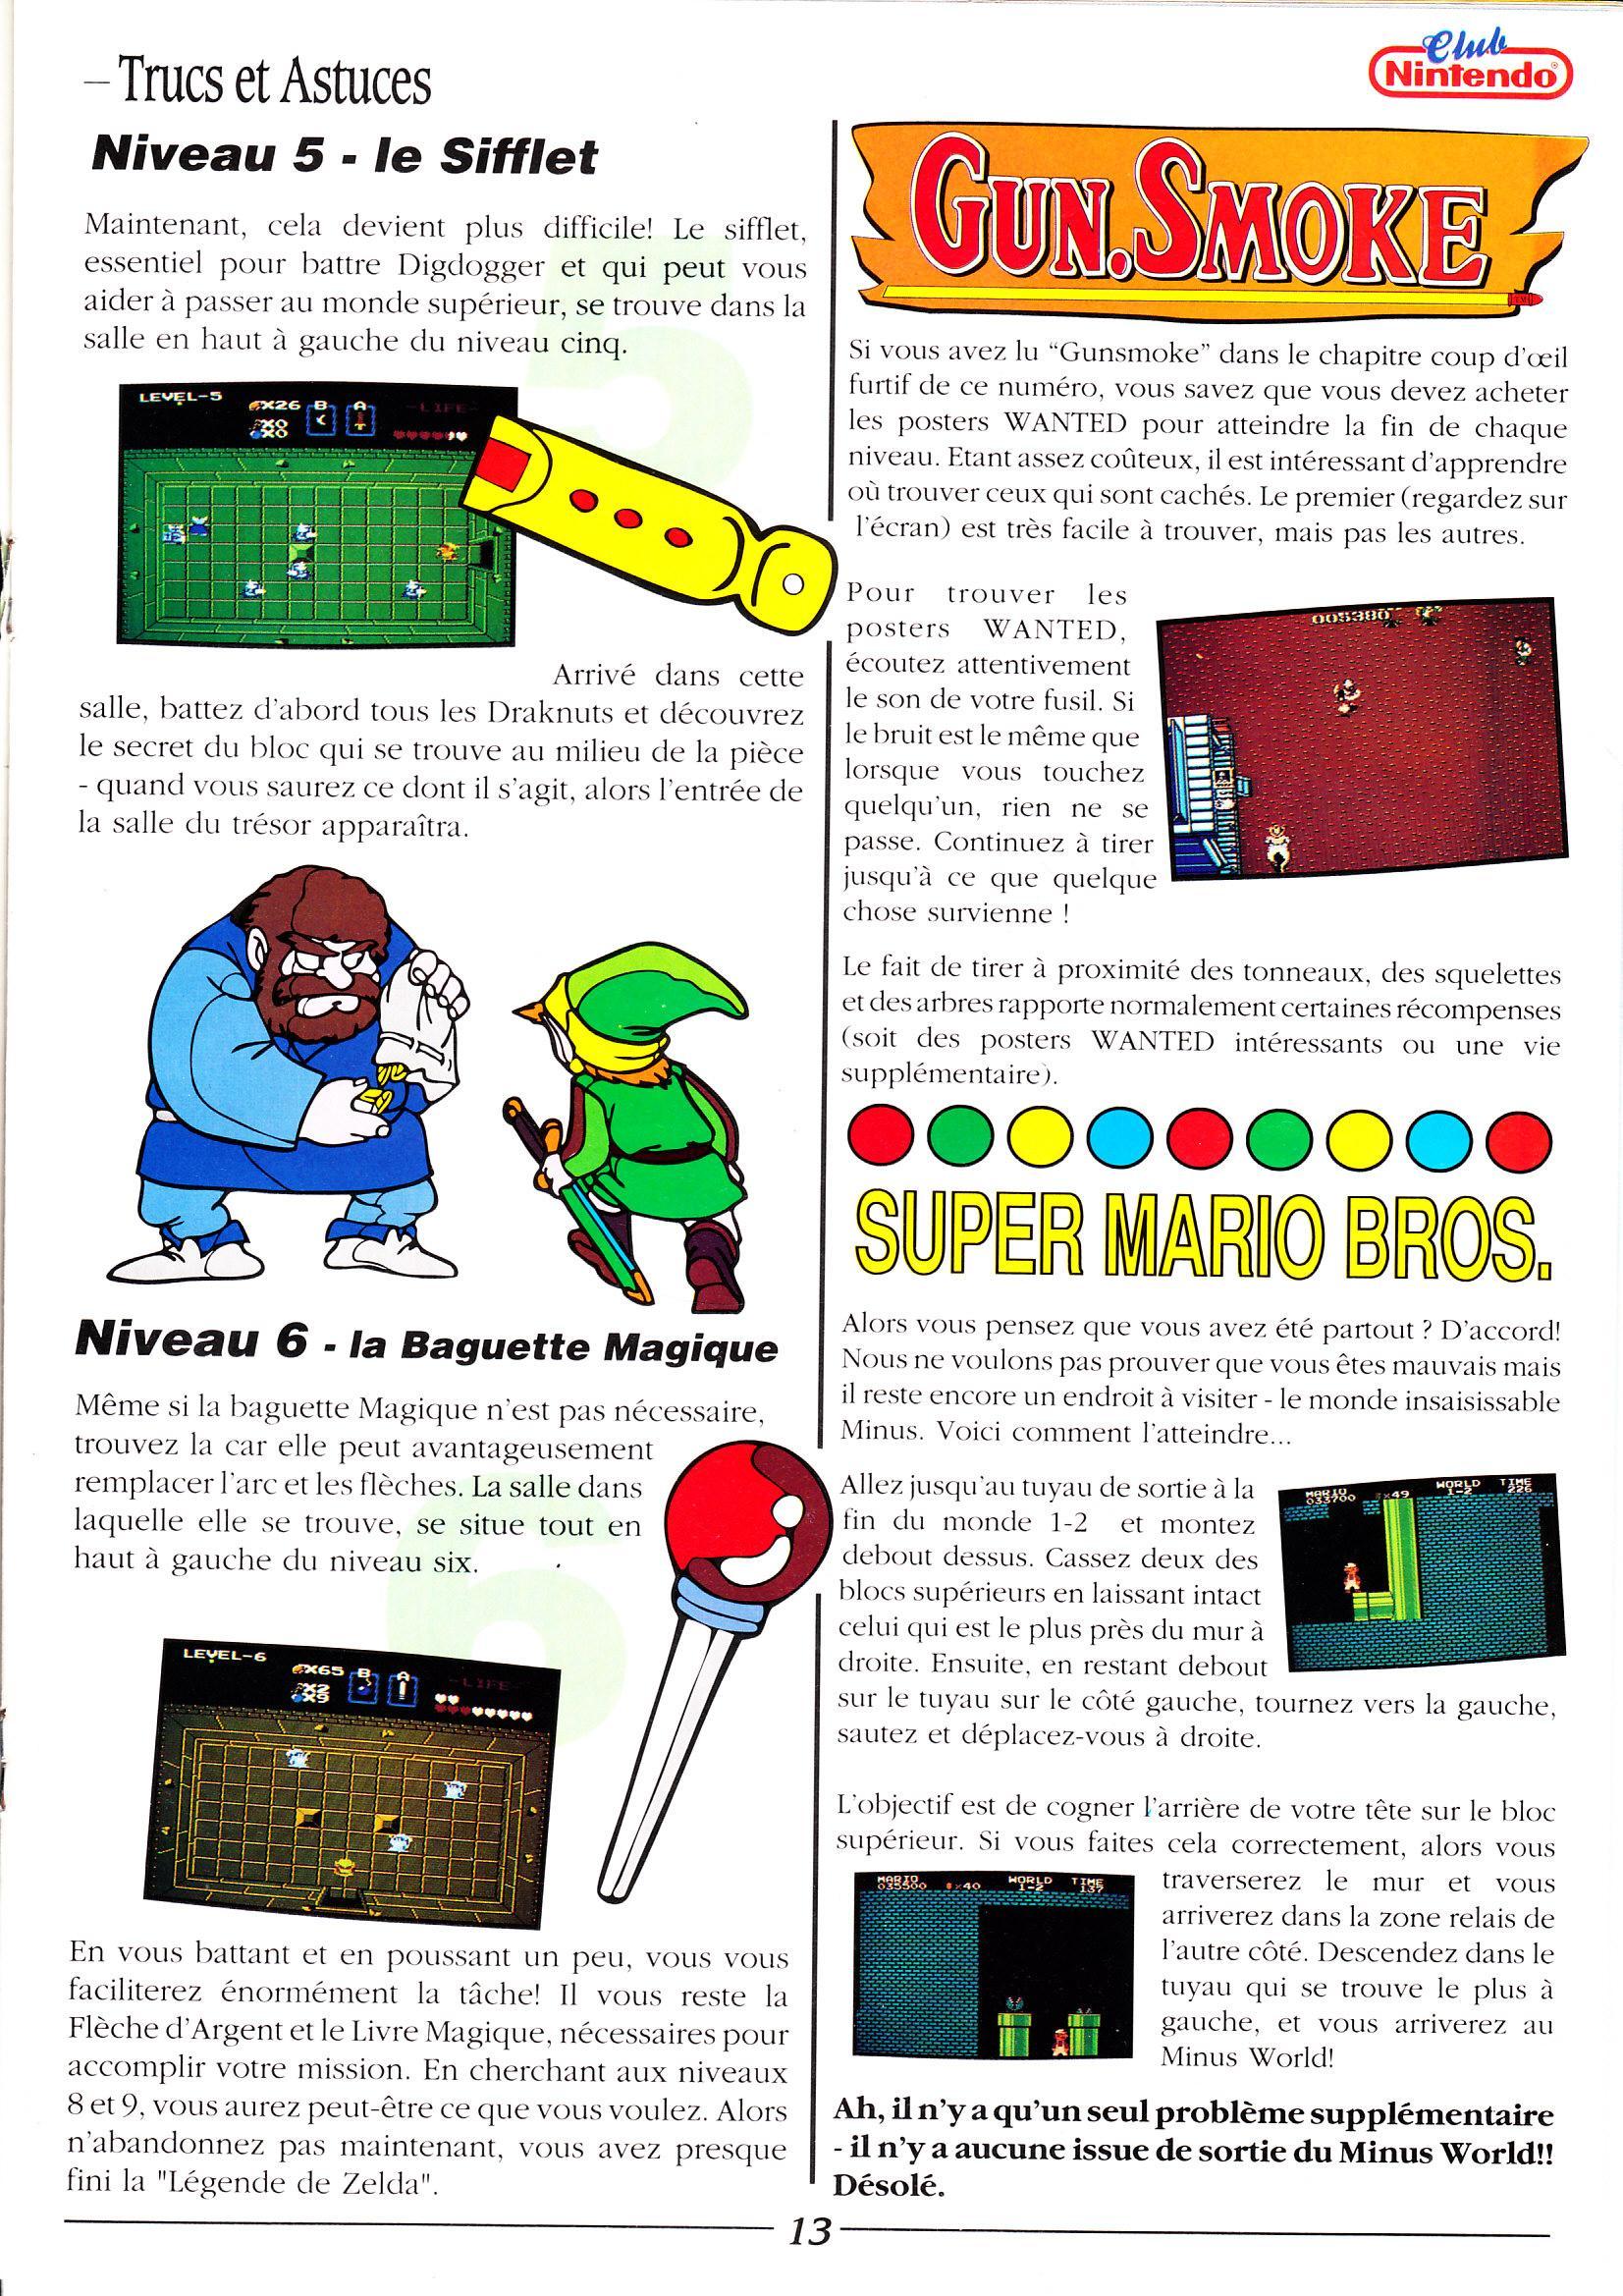 – Trucs et Astuces
Club
Nintendo®
Niveau 5 - le Sifflet
Maintenant, cela devient plus difficile! Le sifflet,
essentiel pour battre Digdogger et qui peut vous
aider à passer au monde supérieur, se trouve dans la
salle en haut à gauche du niveau cinq.
LEVEL-5
X26 B A -LIFE-
X0
X0
Arrivé dans cette
salle, battez d'abord tous les Draknuts et découvrez
le secret du bloc qui se trouve au milieu de la pièce
- quand vous saurez ce dont il s'agit, alors l'entrée de
la salle du trésor apparaîtra.
Niveau 6 - la Baguette Magique
Même si la baguette Magique n'est pas nécessaire,
trouvez la car elle peut avantageusement
remplacer l'arc et les flèches. La salle dans
laquelle elle se trouve, se situe tout en
haut à gauche du niveau six.
LEVEL-6
X65 B A -LIFE-
X2
X9
En vous battant et en poussant un peu, vous vous
faciliterez énormément la tâche! Il vous reste la
Flèche d'Argent et le Livre Magique, nécessaires pour
accomplir votre mission. En cherchant aux niveaux
8 et 9, vous aurez peut-être ce que vous voulez. Alors
n'abandonnez pas maintenant, vous avez presque
fini la "Légende de Zelda".
GUN.SMOKE
TM
Si vous avez lu “Gunsmoke” dans le chapitre coup d'œil
furtif de ce numéro, vous savez que vous devez acheter
les posters WANTED pour atteindre la fin de chaque
niveau. Etant assez coûteux, il est intéressant d'apprendre
où trouver ceux qui sont cachés. Le premier (regardez sur
l'écran) est très facile à trouver, mais pas les autres.
Pour trouver les
posters WANTED,
écoutez attentivement
le son de votre fusil. Si
le bruit est le même que
lorsque vous touchez
quelqu'un, rien ne se
passe. Continuez à tirer
jusqu'à ce que quelque
chose survienne !
005380
Le fait de tirer à proximité des tonneaux, des squelettes
et des arbres rapporte normalement certaines récompenses
(soit des posters WANTED intéressants ou une vie
supplémentaire).
SUPER MARIO BROS.
Alors vous pensez que vous avez été partout ? D'accord!
Nous ne voulons pas prouver que vous êtes mauvais mais
il reste encore un endroit à visiter - le monde insaisissable
Minus. Voici comment l'atteindre...
Allez jusqu'au tuyau de sortie à la
fin du monde 1-2 et montez
debout dessus. Cassez deux des
blocs supérieurs en laissant intact
celui qui est le plus près du mur à
droite. Ensuite, en restant debout
sur le tuyau sur le côté gauche, tournez vers la gauche,
sautez et déplacez-vous à droite.
MARIO WORLD TIME
033700 x49 1-2 226
L'objectif est de cogner l'arrière de votre tête sur le bloc
supérieur. Si vous faites cela correctement, alors vous
traverserez le mur et vous
arriverez dans la zone relais de
l'autre côté. Descendez dans le
tuyau qui se trouve le plus à
gauche, et vous arriverez au
Minus World!
MARIO WORLD TIME
035500 x40 1-2 137
Ah, il n'y a qu'un seul problème supplémentaire
- il n'y a aucune issue de sortie du Minus World!!
Désolé.
13